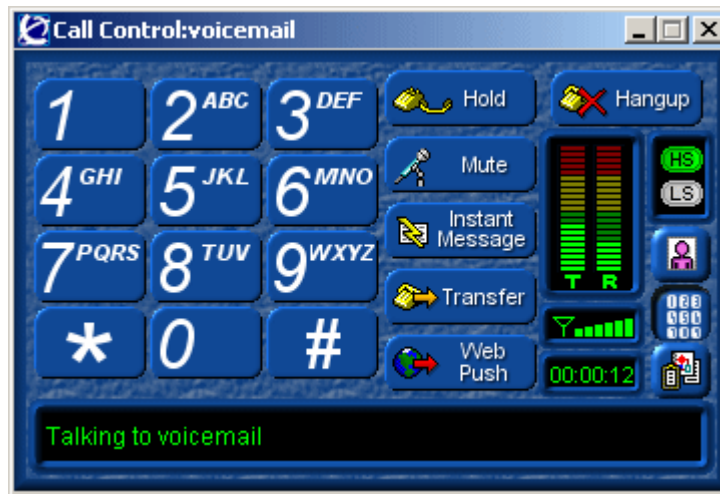 Call Control:voicemail
1 2 ABC 3 DEF
Hold
Hangup
4 GHI 5 JKL 6 MNO
Mute
HS
LS
Instant
Message
7 PQRS 8 TUV 9 WXYZ
T R
Transfer
* 0 #
Web
Push
00:00:12
Talking to voicemail